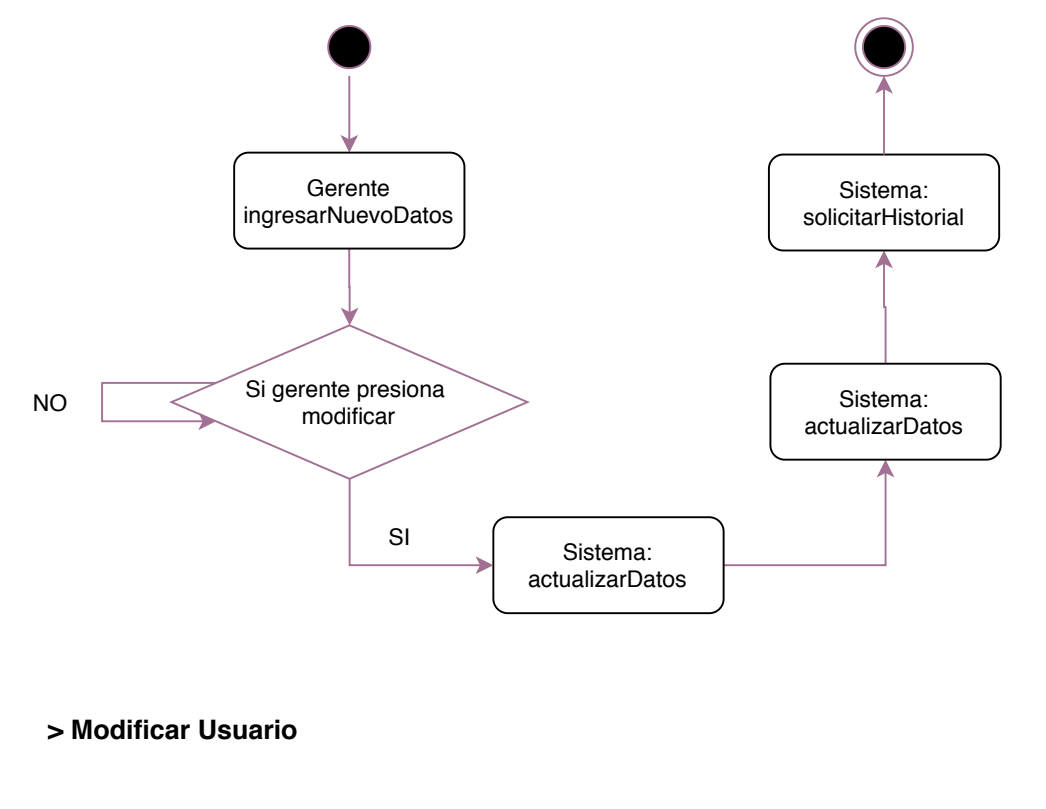 Gerente
ingresarNuevoDatos
Si gerente presiona
modificar
NO
SI
Sistema:
actualizarDatos
Sistema:
actualizarDatos
Sistema:
solicitarHistorial
> Modificar Usuario